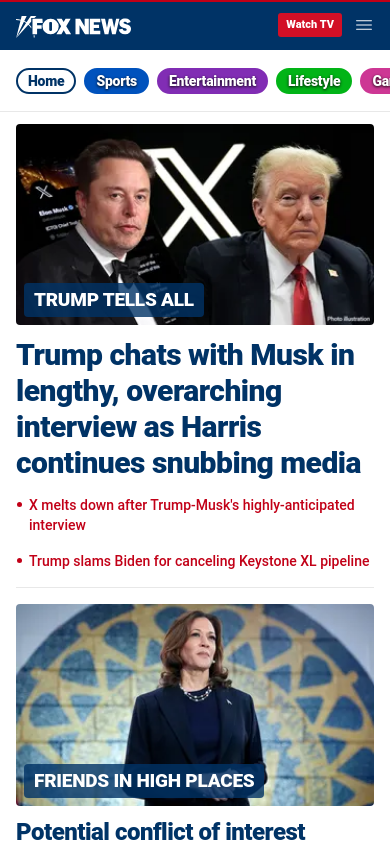 FOX NEWS
Watch TV
Home
Sports
Entertainment
Lifestyle
Ga
X
TRUMP TELLS ALL
Photo illustration
Trump chats with Musk in
lengthy, overarching
interview as Harris
continues snubbing media
• X melts down after Trump-Musk's highly-anticipated
interview
• Trump slams Biden for canceling Keystone XL pipeline
FRIENDS IN HIGH PLACES
Potential conflict of interest